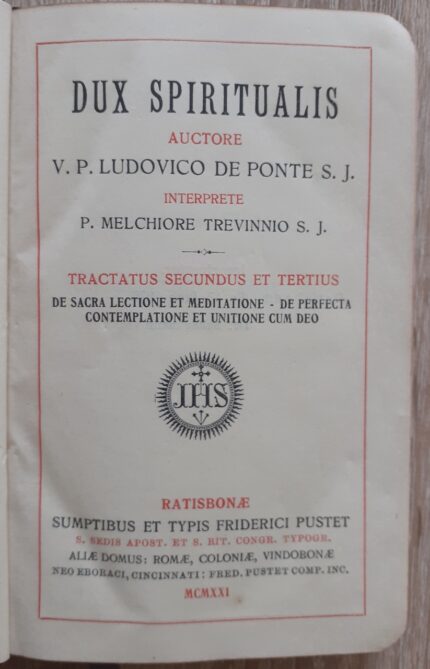 DUX SPIRITUALIS
AUCTORE
V. P. LUDOVICO DE PONTE S. J.
INTERPRETE
P. MELCHIORE TREVINNIO S. J.
TRACTATUS SECUNDUS ET TERTIUS
DE SACRA LECTIONE ET MEDITATIONE - DE PERFECTA
CONTEMPLATIONE ET UNITIONE CUM DEO
IHS
RATISBONÆ
SUMPTIBUS ET TYPIS FRIDERICI PUSTET
S. SEDIS APOST. ET S. RIT. CONGR. TYPOGR.
ALIÆ DOMUS: ROMÆ, COLONIÆ, VINDOBONÆ
NEO EBORACI, CINCINNATI: FRED. PUSTET COMP. INC.
MCMXXI